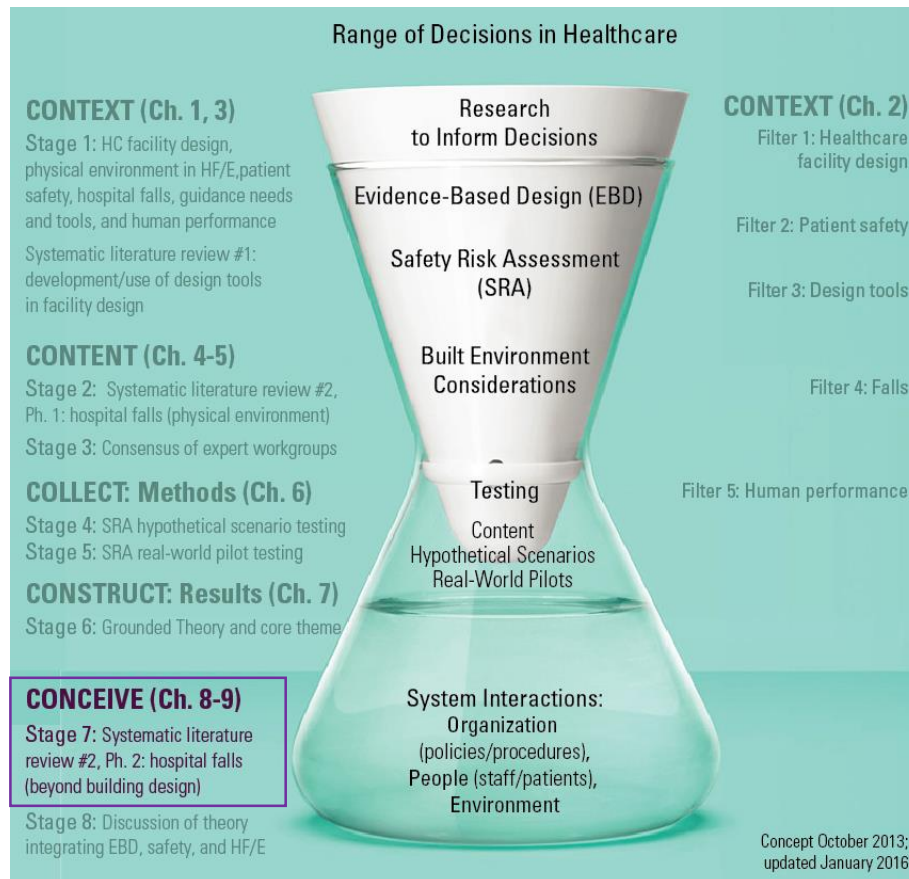 Range of Decisions in Healthcare
CONTEXT (Ch. 1, 3)
Stage 1: HC facility design,
physical environment in HF/E,patient
safety, hospital falls, guidance needs
and tools, and human performance
Systematic literature review #1:
development/use of design tools
in facility design
CONTENT (Ch. 4-5)
Stage 2: Systematic literature review #2,
Ph. 1: hospital falls (physical environment)
Stage 3: Consensus of expert workgroups
COLLECT: Methods (Ch. 6)
Stage 4: SRA hypothetical scenario testing
Stage 5: SRA real-world pilot testing
CONSTRUCT: Results (Ch. 7)
Stage 6: Grounded Theory and core theme
CONCEIVE (Ch. 8-9)
Stage 7: Systematic literature
review #2, Ph. 2: hospital falls
(beyond building design)
Stage 8: Discussion of theory
integrating EBD, safety, and HF/E
Research
to Inform Decisions
Evidence-Based Design (EBD)
Safety Risk Assessment
(SRA)
Built Environment
Considerations
Testing
Content
Hypothetical Scenarios
Real-World Pilots
System Interactions:
Organization
(policies/procedures),
People (staff/patients),
Environment
CONTEXT (Ch. 2)
Filter 1: Healthcare
facility design
Filter 2: Patient safety
Filter 3: Design tools
Filter 4: Falls
Filter 5: Human performance
Concept October 2013;
updated January 2016